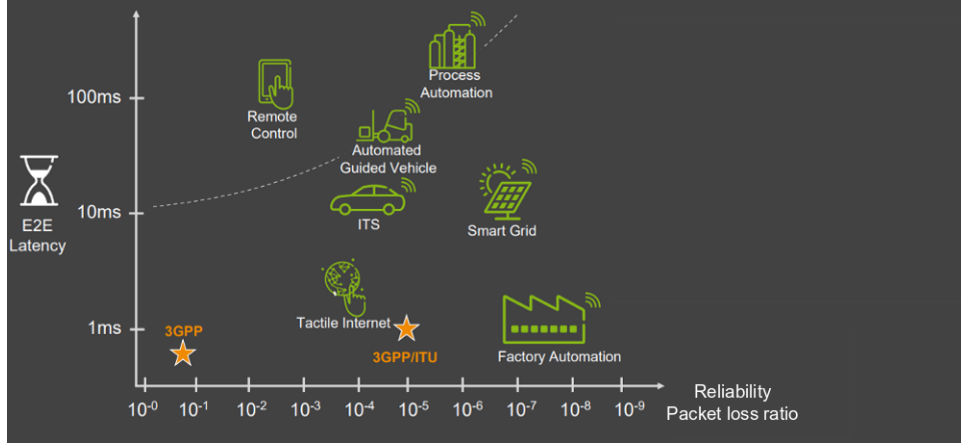 Process
Automation
100ms
Remote
Control
Automated
Guided Vehicle
10ms
E2E
Latency
ITS
Smart Grid
Tactile Internet
1ms
3GPP
3GPP/ITU
Factory Automation
10⁻⁰ 10⁻¹ 10⁻² 10⁻³ 10⁻⁴ 10⁻⁵ 10⁻⁶ 10⁻⁷ 10⁻⁸ 10⁻⁹
Reliability
Packet loss ratio